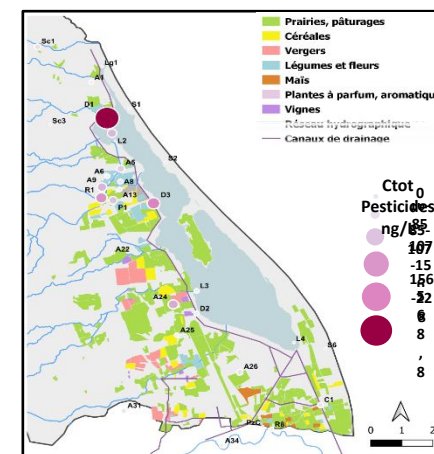 Prairies, pâturages
Céréales
Vergers
Légumes et fleurs
Maïs
Plantes à parfum, aromatiqu
Vignes
Réseau hydrographique
Canaux de drainage
Sc1
Lg1
A1
D1
S1
Sc3
L2
S2
A5
A6
A9
A8
R1
A13
D3
P1
A22
L3
A24
D2
A25
L4
S6
A26
A31
C1
R8
A34
Ctot
Pesticides
ng/L
0
0 1 2